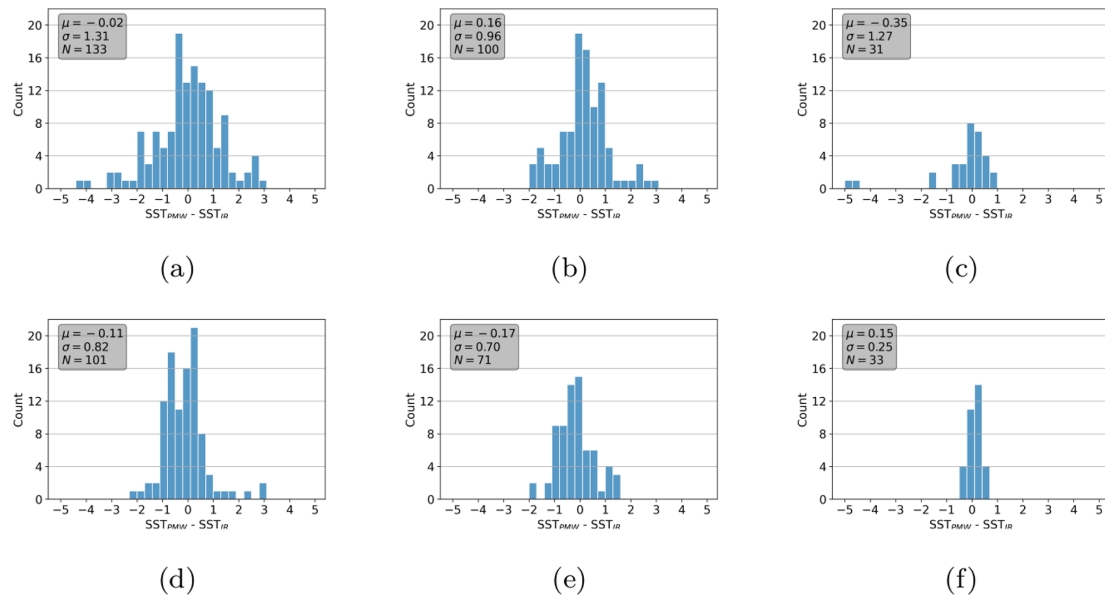 20
16
12
8
4
0
Count
μ = −0.02
σ = 1.31
N = 133
−5 −4 −3 −2 −1 0 1 2 3 4 5
SST_PMW - SST_IR
(a)
20
16
12
8
4
0
Count
μ = 0.16
σ = 0.96
N = 100
−5 −4 −3 −2 −1 0 1 2 3 4 5
SST_PMW - SST_IR
(b)
20
16
12
8
4
0
Count
μ = −0.35
σ = 1.27
N = 31
−5 −4 −3 −2 −1 0 1 2 3 4 5
SST_PMW - SST_IR
(c)
20
16
12
8
4
0
Count
μ = −0.11
σ = 0.82
N = 101
−5 −4 −3 −2 −1 0 1 2 3 4 5
SST_PMW - SST_IR
(d)
20
16
12
8
4
0
Count
μ = −0.17
σ = 0.70
N = 71
−5 −4 −3 −2 −1 0 1 2 3 4 5
SST_PMW - SST_IR
(e)
20
16
12
8
4
0
Count
μ = 0.15
σ = 0.25
N = 33
−5 −4 −3 −2 −1 0 1 2 3 4 5
SST_PMW - SST_IR
(f)